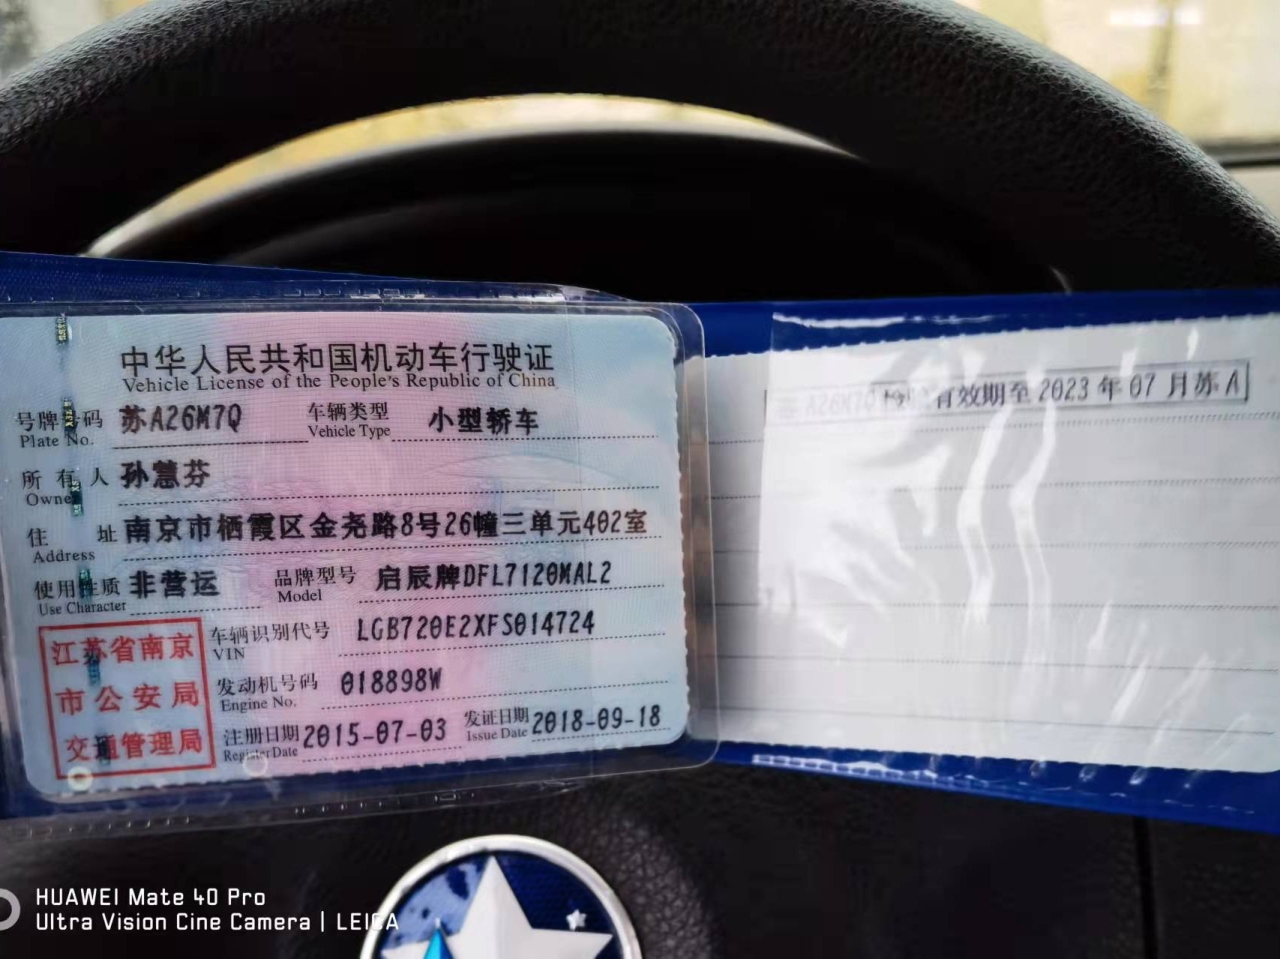 中华人民共和国机动车行驶证
Vehicle License of the People's Republic of China
号牌号码 苏A26M7Q 车辆类型 小型轿车
Plate No. Vehicle Type
所有人 孙慧芬
Owner
住址 南京市栖霞区金尧路8号26幢三单元402室
Address
使用性质 非营运 品牌型号 启辰牌DFL7120MAL2
Use Character Model
车辆识别代号 LGB720E2XFS014724
VIN
发动机号码 018898W
Engine No.
注册日期 2015-07-03 发证日期 2018-09-18
Register Date Issue Date
江苏省南京
市公安局
交通管理局
有效期至2023年07月苏A
HUAWEI Mate 40 Pro
Ultra Vision Cine Camera | LEICA